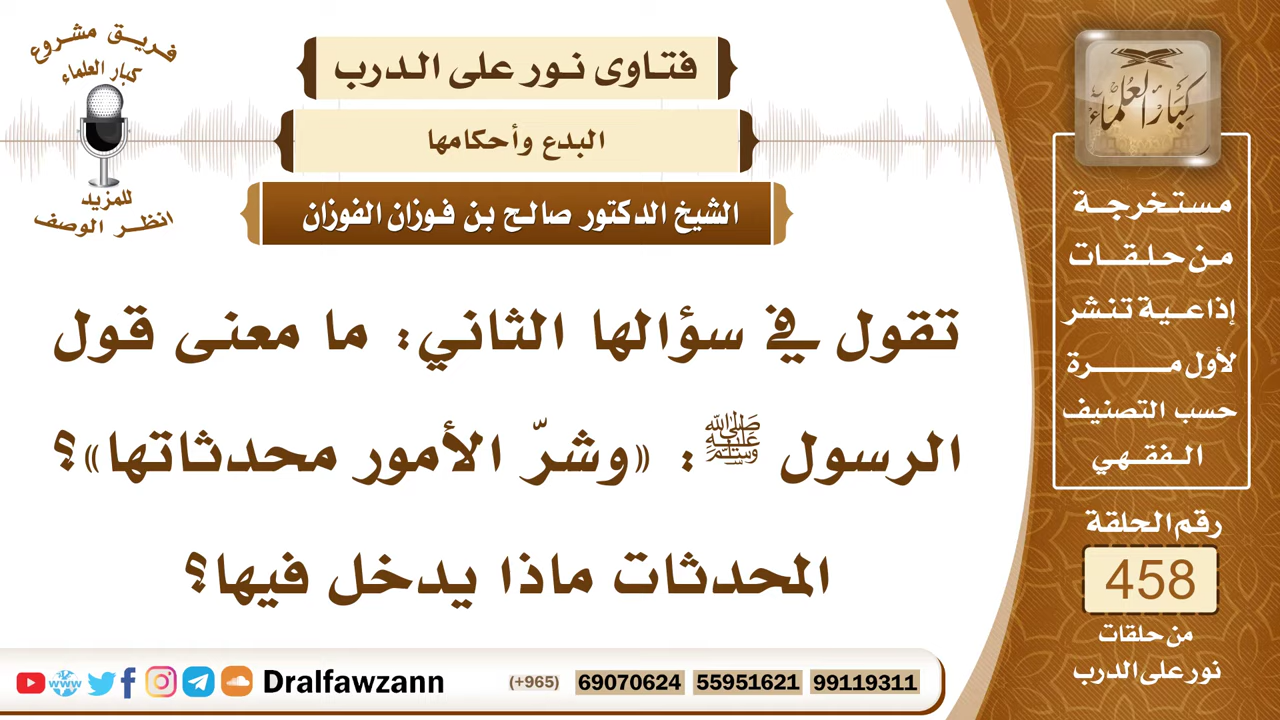 فريق مشروع
كبار العلماء
للمزيد
انظر الوصف
فتاوى نور على الدرب
البدع وأحكامها
الشيخ الدكتور صالح بن فوزان الفوزان
تقول في سؤالها الثاني: ما معنى قول
الرسول ﷺ: «وشرّ الأمور محدثاتها»؟
المحدثات ماذا يدخل فيها؟
كبار العلماء
مستخرجة
من حلقات
إذاعية تنشر
لأول مرة
حسب التصنيف
الفقهي
رقم الحلقة
458
من حلقات
نور على الدرب
www
Dralfawzann (+965) 69070624 55951621 99119311